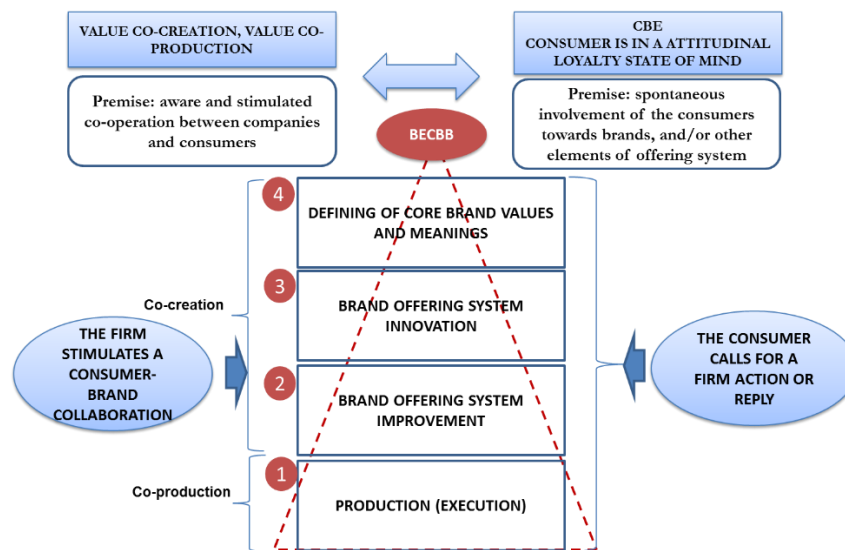 VALUE CO-CREATION, VALUE CO-
PRODUCTION
Premise: aware and stimulated
co-operation between companies
and consumers
CBE
CONSUMER IS IN A ATTITUDINAL
LOYALTY STATE OF MIND
Premise: spontaneous
involvement of the consumers
towards brands, and/or other
elements of offering system
BECBB
4
DEFINING OF CORE BRAND VALUES
AND MEANINGS
3
BRAND OFFERING SYSTEM
INNOVATION
2
BRAND OFFERING SYSTEM
IMPROVEMENT
1
PRODUCTION (EXECUTION)
Co-creation
THE FIRM
STIMULATES A
CONSUMER-
BRAND
COLLABORATION
Co-production
THE CONSUMER
CALLS FOR A
FIRM ACTION OR
REPLY